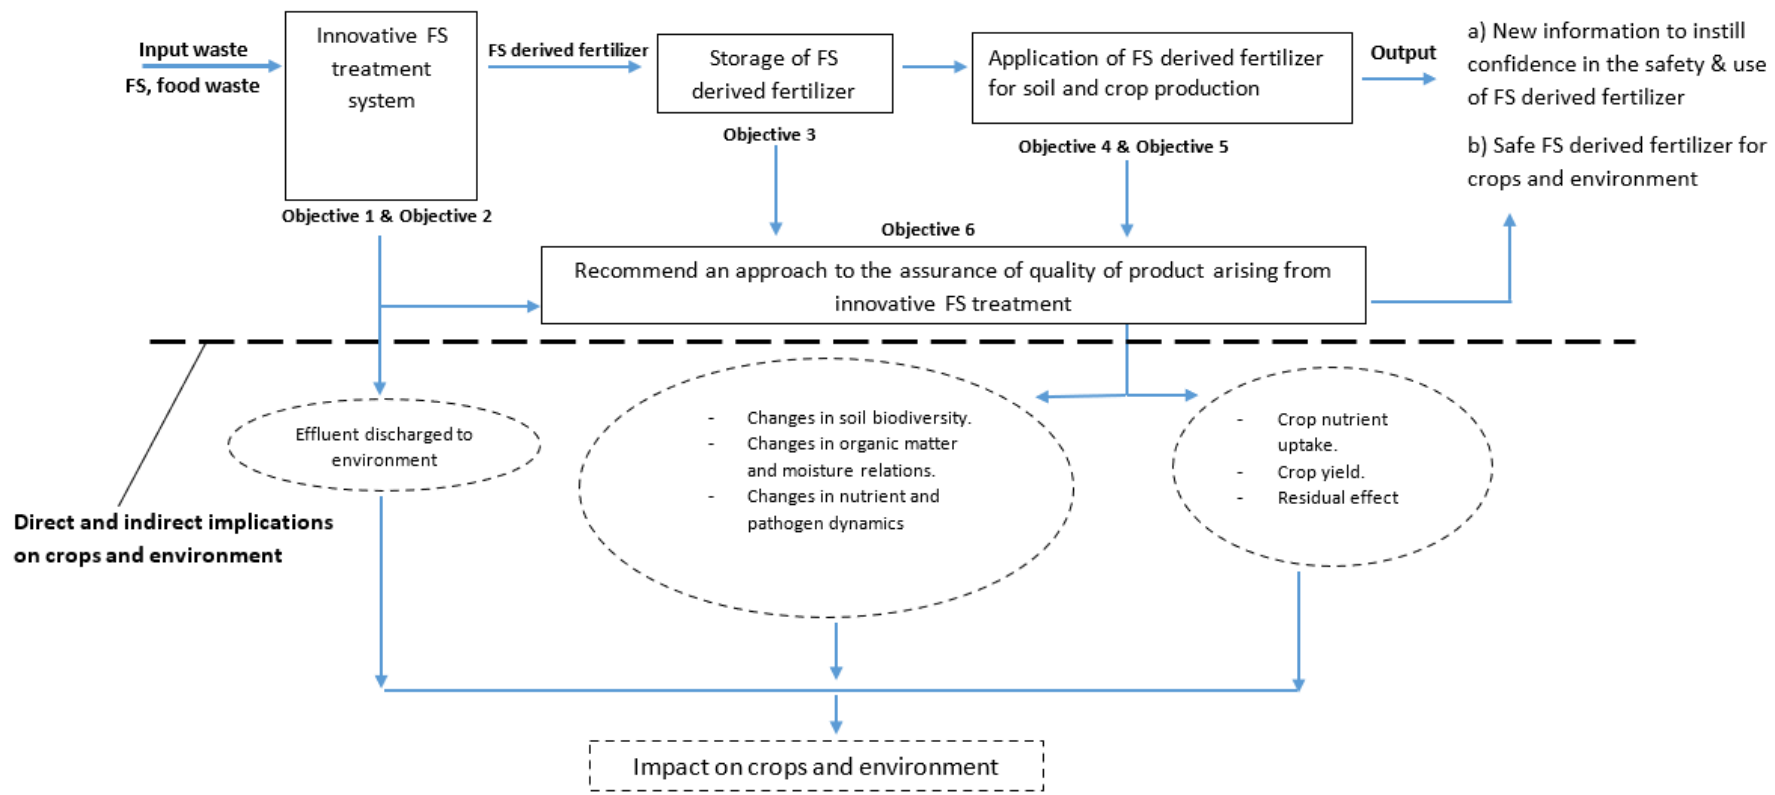 Input waste
FS, food waste
Innovative FS
treatment
system
FS derived fertilizer
Storage of FS
derived fertilizer
Application of FS derived fertilizer
for soil and crop production
Output
a) New information to instill
confidence in the safety & use
of FS derived fertilizer
b) Safe FS derived fertilizer for
crops and environment
Objective 1 & Objective 2
Objective 3
Objective 4 & Objective 5
Objective 6
Recommend an approach to the assurance of quality of product arising from
innovative FS treatment
Direct and indirect implications
on crops and environment
Effluent discharged to
environment
- Changes in soil biodiversity.
- Changes in organic matter
and moisture relations.
- Changes in nutrient and
pathogen dynamics
- Crop nutrient
uptake.
- Crop yield.
- Residual effect
Impact on crops and environment